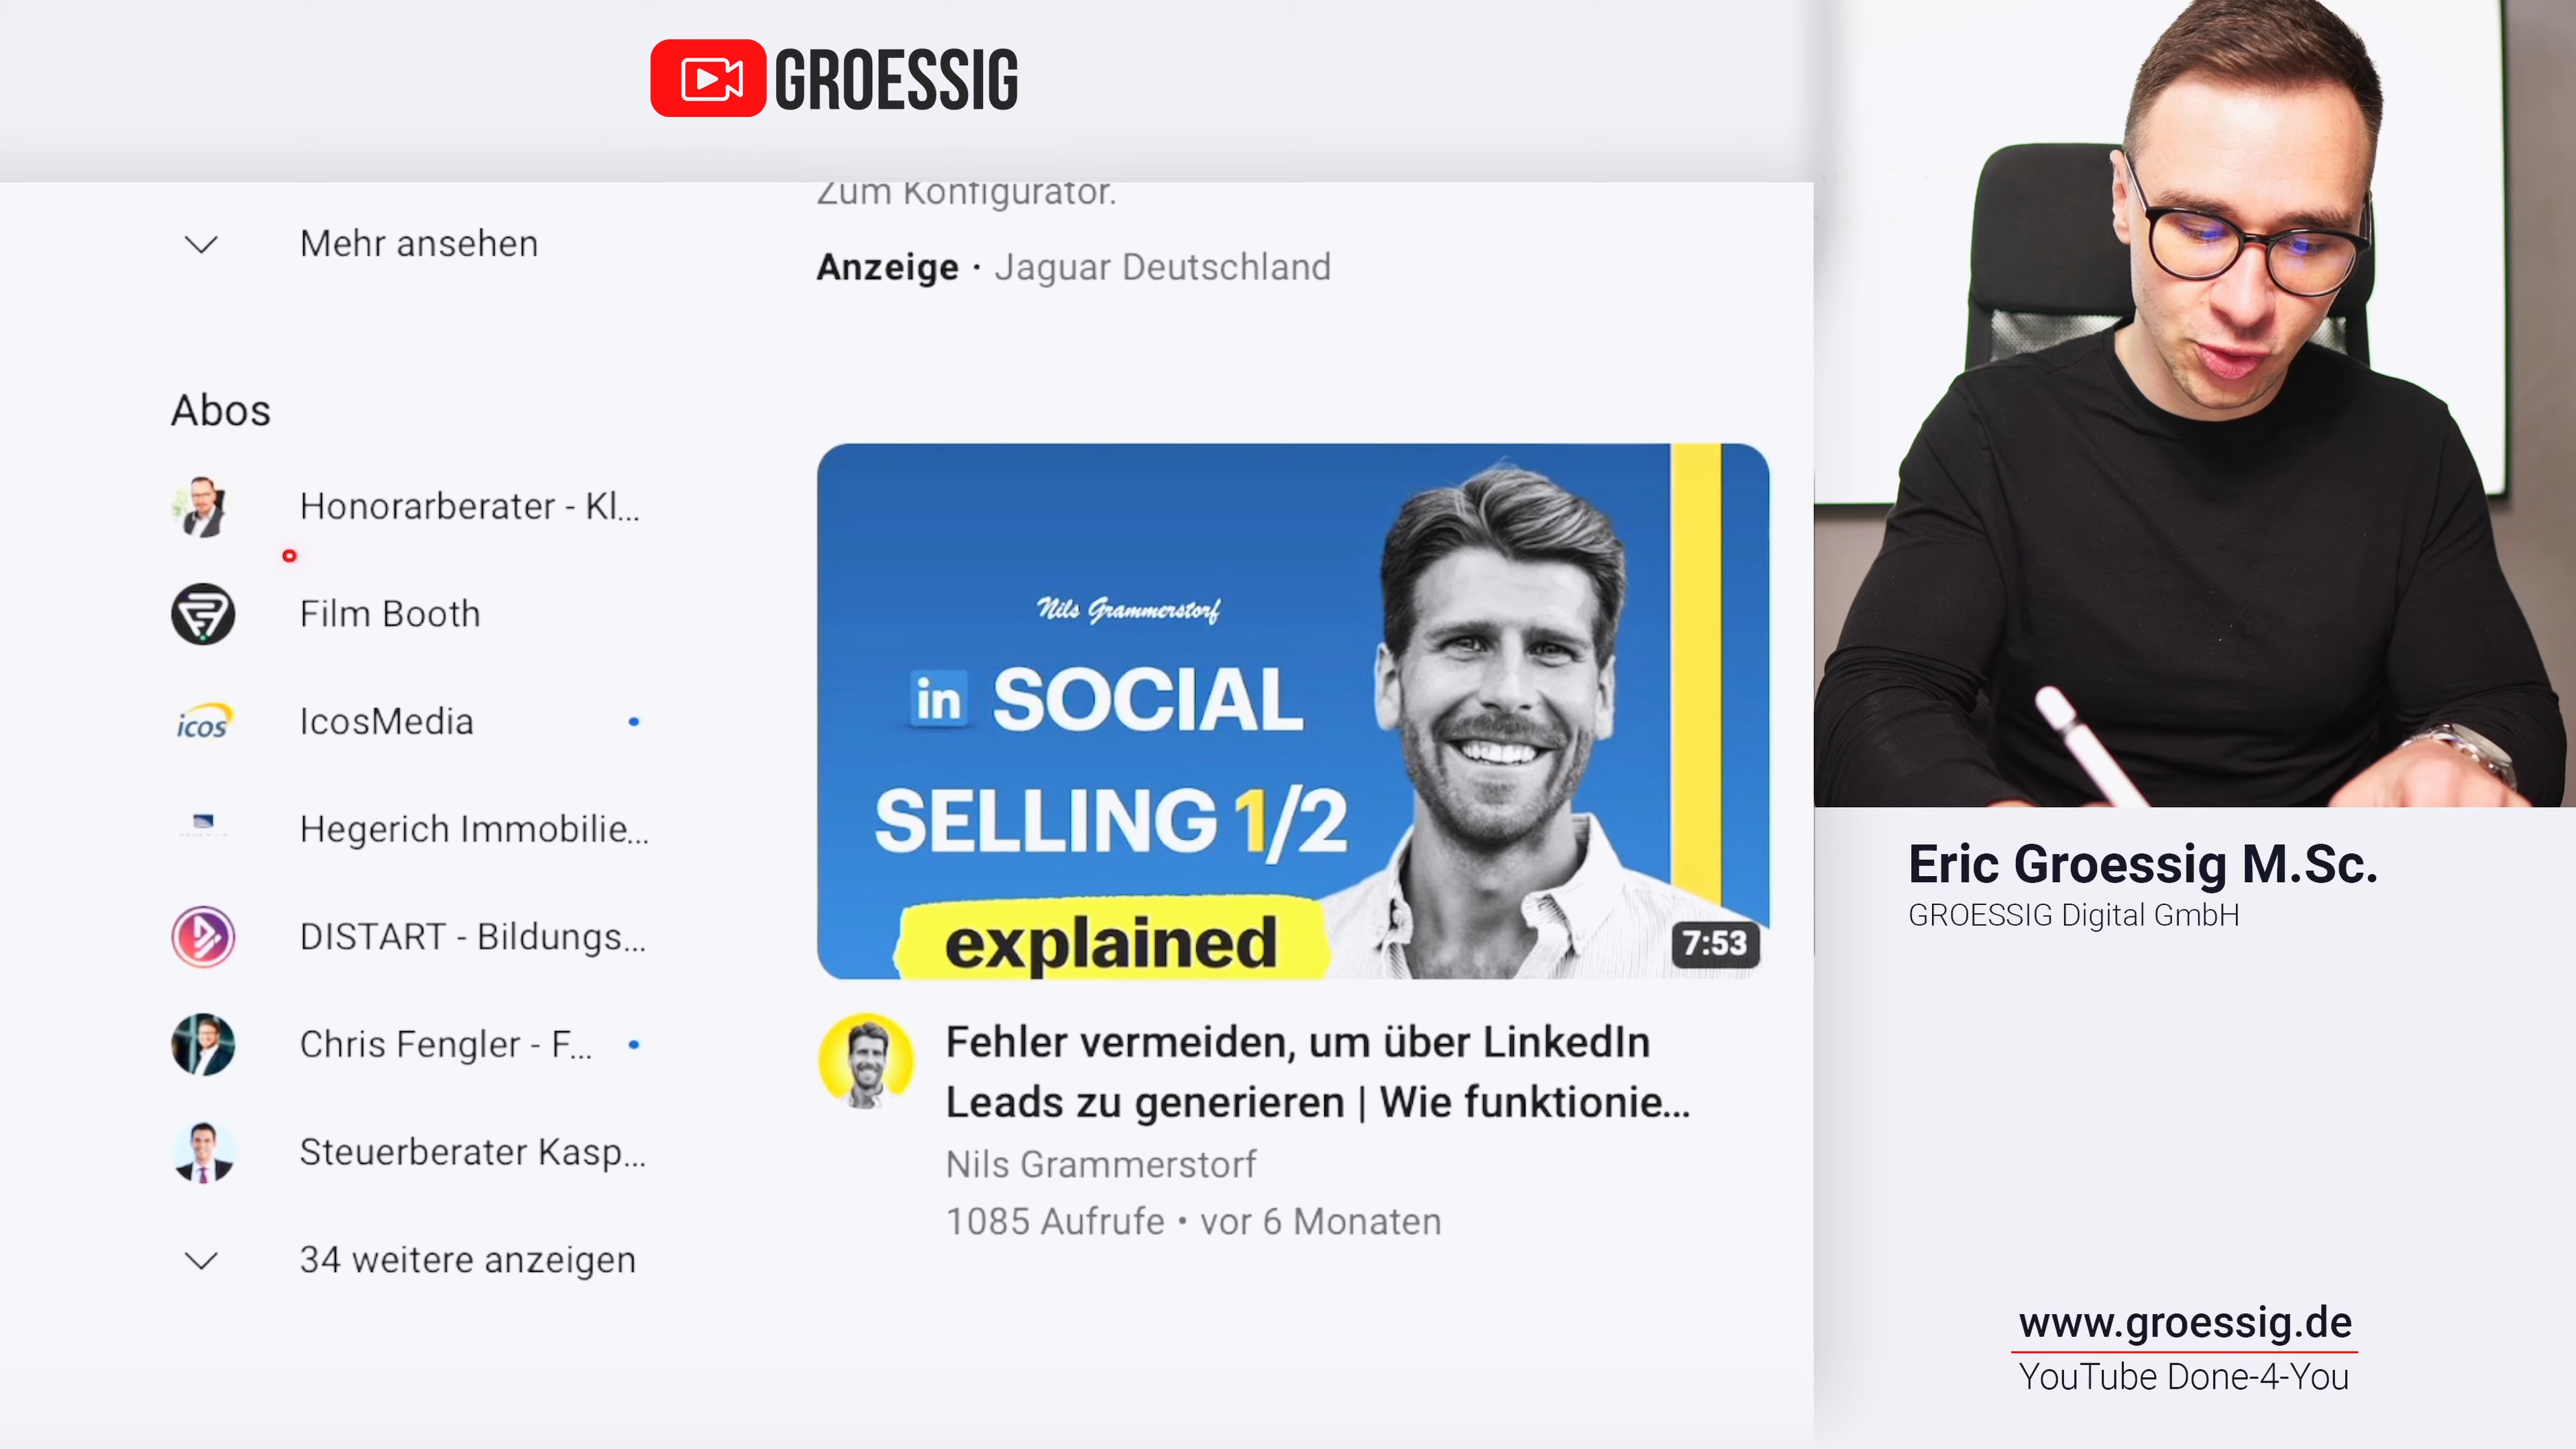 GROESSIG
Zum Konfigurator.
Anzeige • Jaguar Deutschland
Mehr ansehen
Abos
Honorarberater - Kl...
Film Booth
icos
IcosMedia
Hegerich Immobilie...
DISTART - Bildungs...
Chris Fengler - F...
Steuerberater Kasp...
34 weitere anzeigen
Nils Grammerstorf
in SOCIAL
SELLING 1/2
explained
7:53
Fehler vermeiden, um über LinkedIn
Leads zu generieren | Wie funktionie...
Nils Grammerstorf
1085 Aufrufe • vor 6 Monaten
Eric Groessig M.Sc.
GROESSIG Digital GmbH
www.groessig.de
YouTube Done-4-You